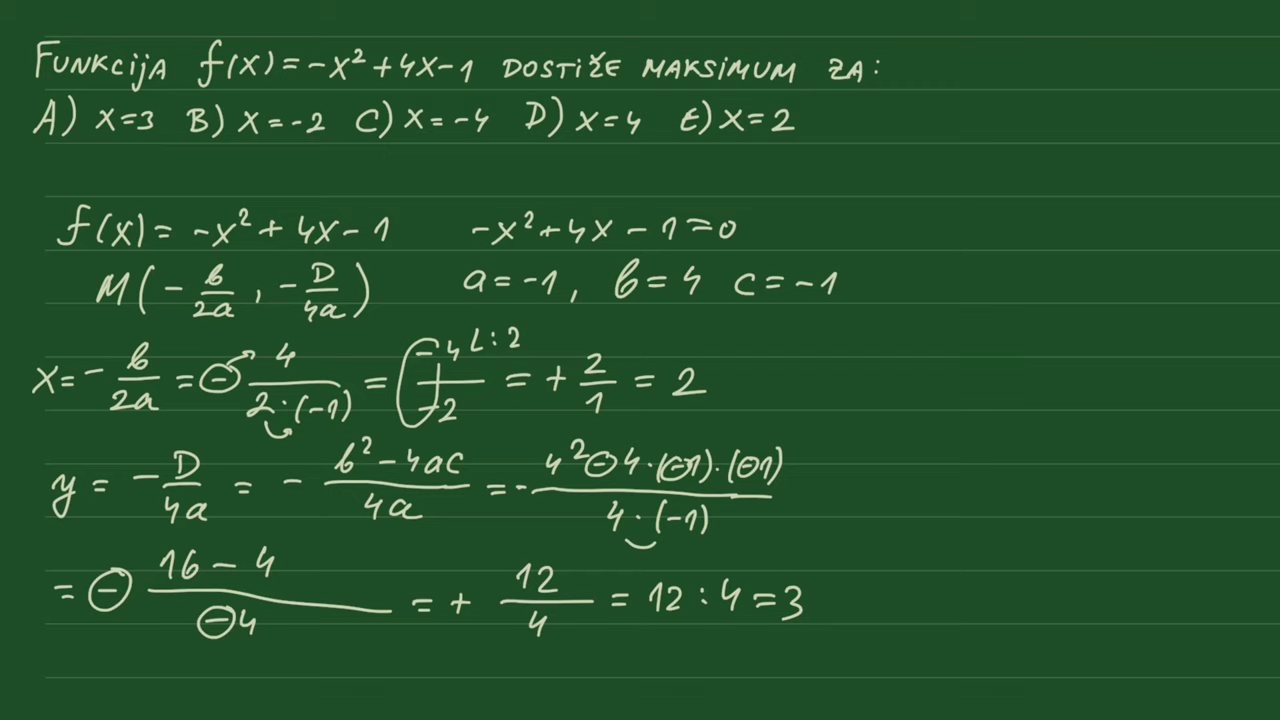 FUNKCIJA f(x) = -x² + 4x - 1 DOSTIŽE MAKSIMUM ZA:
A) x=3 B) x = -2 C) x = -4 D) x = 4 E) x = 2
f(x) = -x² + 4x - 1 -x² + 4x - 1 = 0
M(-b/2a, -D/4a) a = -1, b = 4 c = -1
x = - b/2a = - 4/(2·(-1)) = -4/-2 L:2 = + 2/1 = 2
y = - D/4a = - (b² - 4ac)/4a = - (4² - 4·(-1)·(-1))/(4·(-1))
= - (16 - 4)/-4 = + 12/4 = 12 : 4 = 3